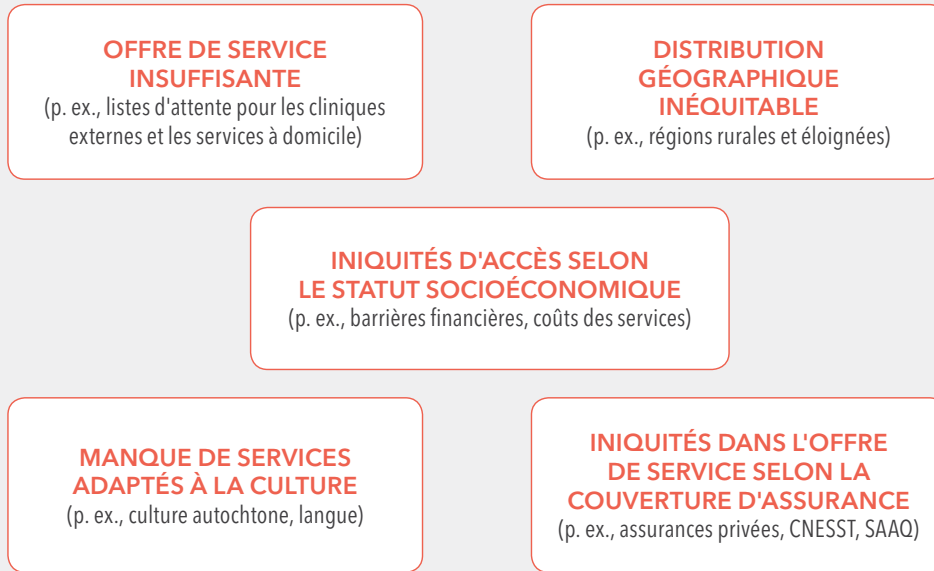 OFFRE DE SERVICE
INSUFFISANTE
(p. ex., listes d'attente pour les cliniques
externes et les services à domicile)
DISTRIBUTION
GÉOGRAPHIQUE
INÉQUITABLE
(p. ex., régions rurales et éloignées)
INIQUITÉS D'ACCÈS SELON
LE STATUT SOCIOÉCONOMIQUE
(p. ex., barrières financières, coûts des services)
MANQUE DE SERVICES
ADAPTÉS À LA CULTURE
(p. ex., culture autochtone, langue)
INIQUITÉS DANS L'OFFRE
DE SERVICE SELON LA
COUVERTURE D'ASSURANCE
(p. ex., assurances privées, CNESST, SAAQ)